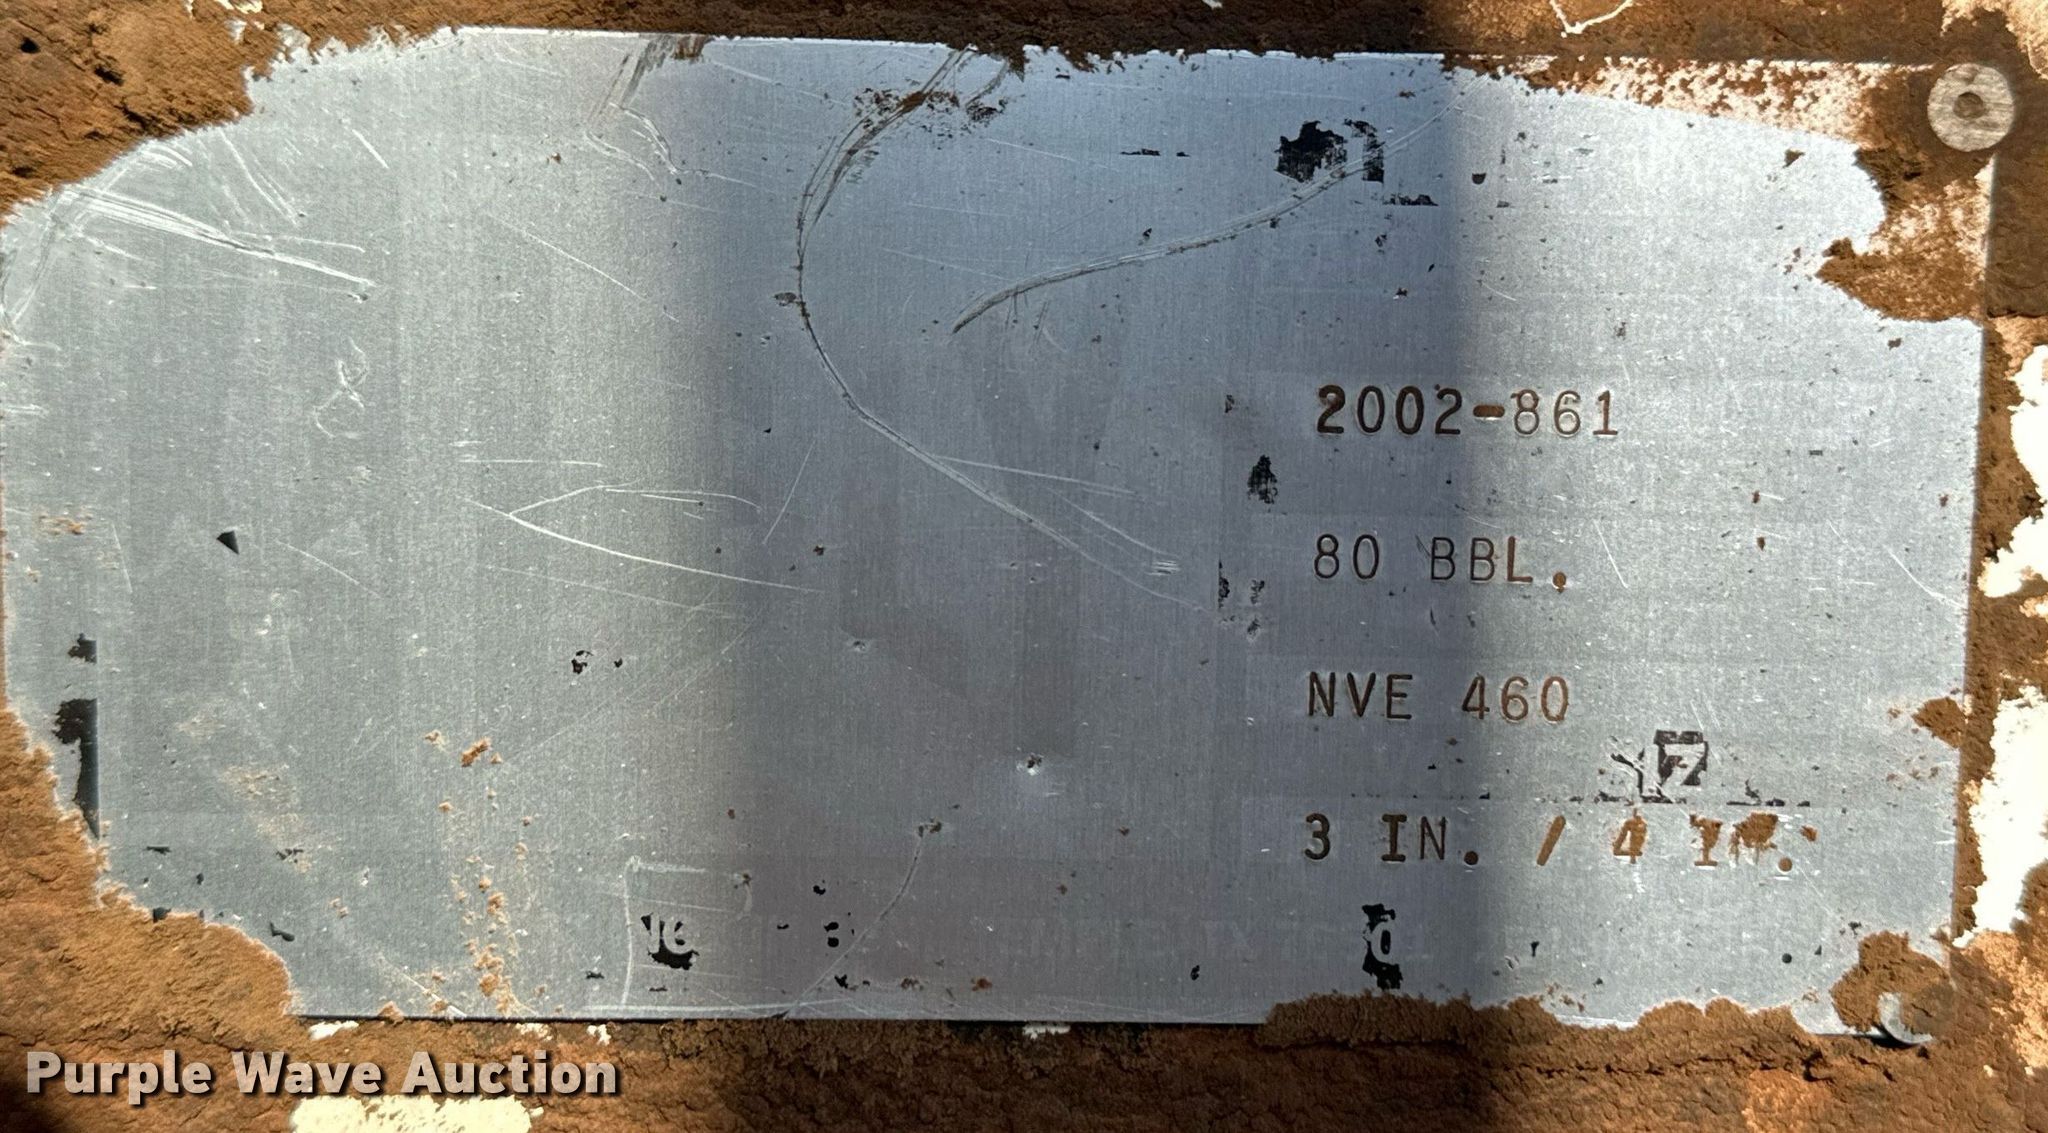 2002-861
80 BBL.
NVE 460
3 IN. / 4 IN.
Purple Wave Auction